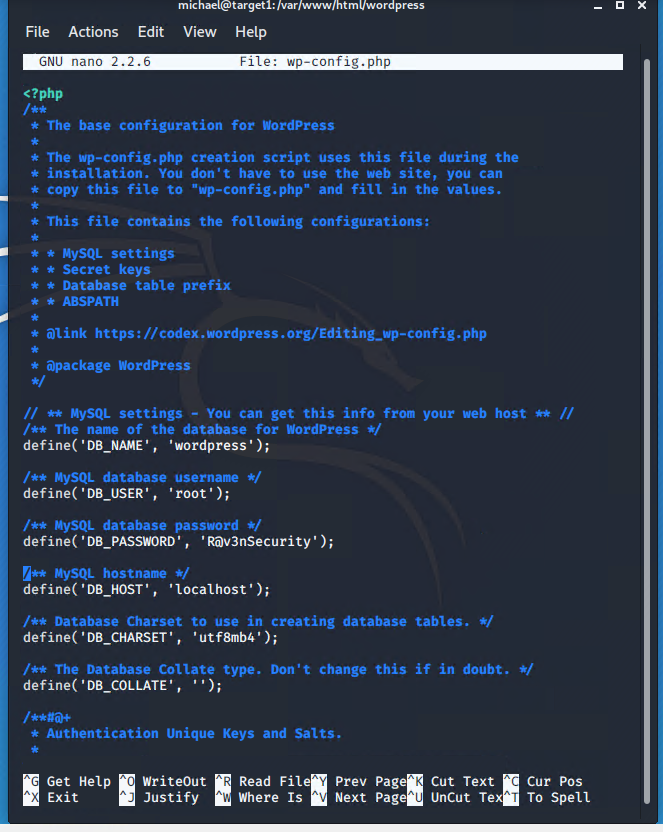 michael@target1:/var/www/html/wordpress
File Actions Edit View Help
GNU nano 2.2.6 File: wp-config.php
<?php
/**
* The base configuration for WordPress
*
* The wp-config.php creation script uses this file during the
* installation. You don't have to use the web site, you can
* copy this file to "wp-config.php" and fill in the values.
*
* This file contains the following configurations:
*
* * MySQL settings
* * Secret keys
* * Database table prefix
* * ABSPATH
*
* @link https://codex.wordpress.org/Editing_wp-config.php
*
* @package WordPress
*/
// ** MySQL settings - You can get this info from your web host ** //
/** The name of the database for WordPress */
define('DB_NAME', 'wordpress');
/** MySQL database username */
define('DB_USER', 'root');
/** MySQL database password */
define('DB_PASSWORD', 'R@v3nSecurity');
/** MySQL hostname */
define('DB_HOST', 'localhost');
/** Database Charset to use in creating database tables. */
define('DB_CHARSET', 'utf8mb4');
/** The Database Collate type. Don't change this if in doubt. */
define('DB_COLLATE', '');
/**#@+
* Authentication Unique Keys and Salts.
*
^G Get Help ^O WriteOut ^R Read File ^Y Prev Page ^K Cut Text ^C Cur Pos
^X Exit ^J Justify ^W Where Is ^V Next Page ^U UnCut Tex ^T To Spell